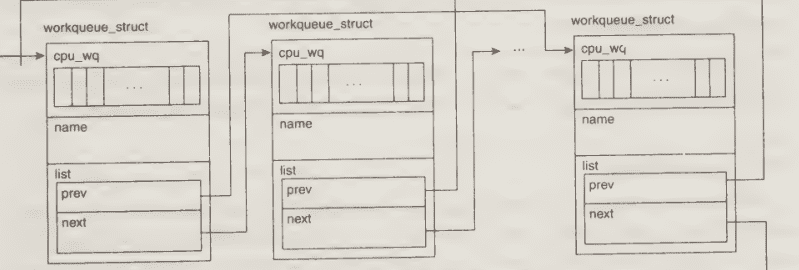 workqueue_struct
cpu_wq
...
name
list
prev
next
workqueue_struct
cpu_wq
...
name
list
prev
next
...
workqueue_struct
cpu_wq
...
name
list
prev
next